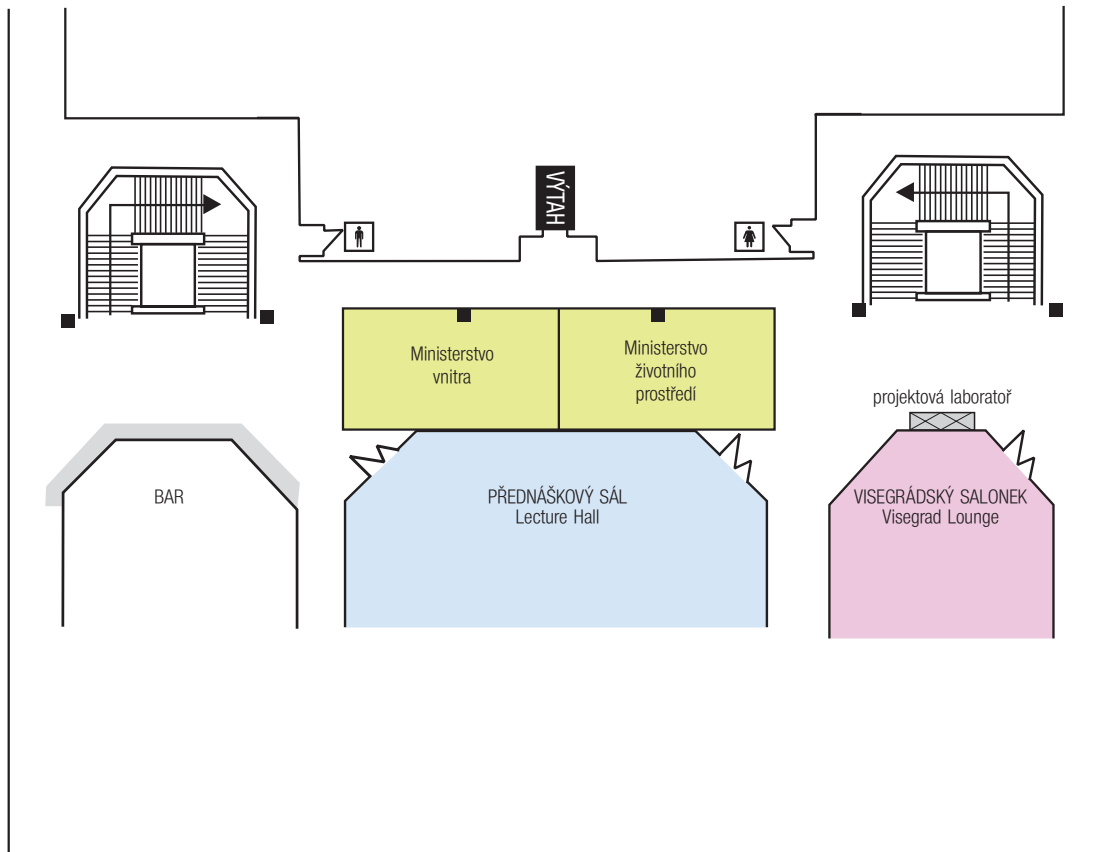 VÝTAH
Ministerstvo
vnitra
Ministerstvo
životního
prostředí
projektová laboratoř
BAR
PŘEDNÁŠKOVÝ SÁL
Lecture Hall
VISEGRÁDSKÝ SALONEK
Visegrad Lounge